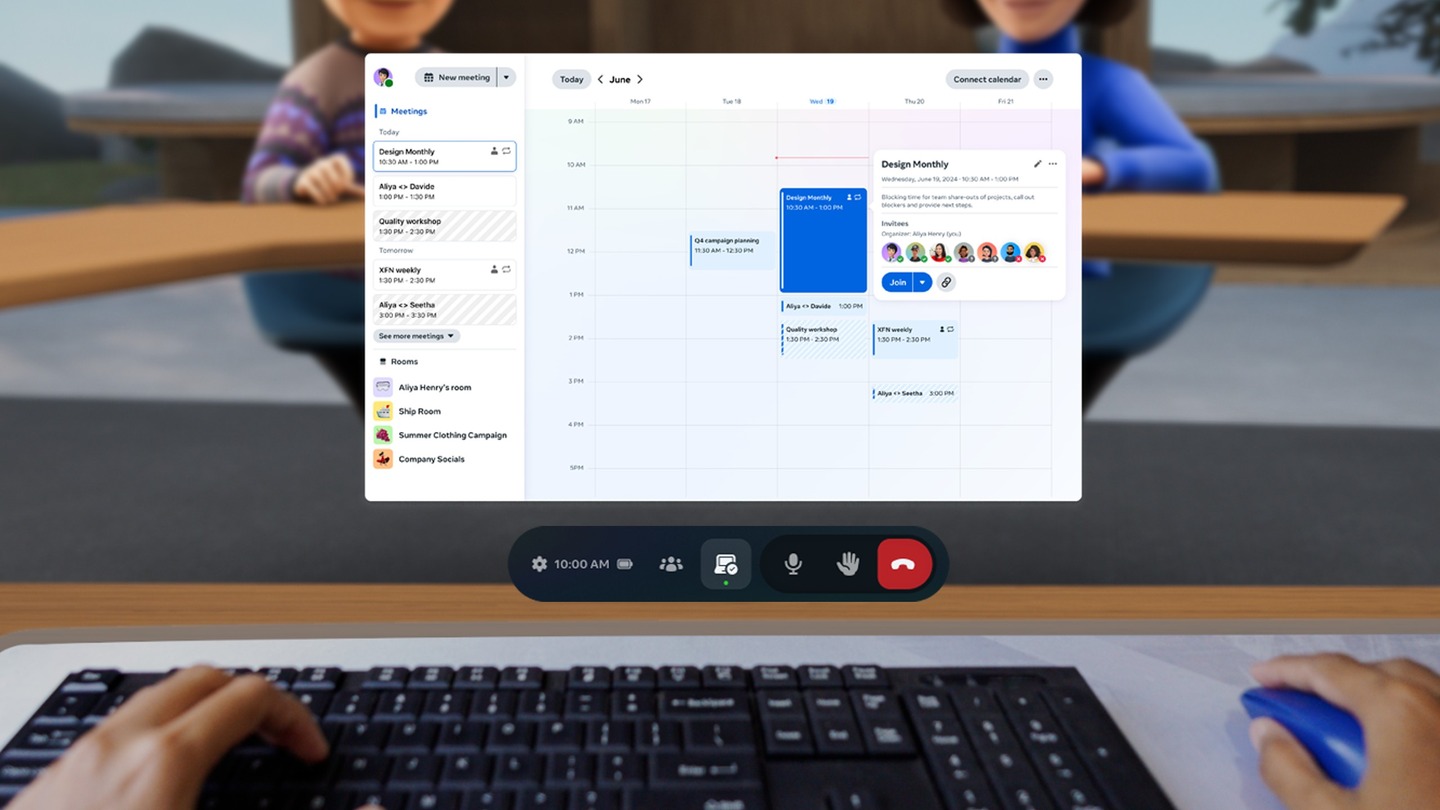 New meeting
Meetings
Today
Design Monthly
10:30 AM - 1:00 PM
Aliya <> Davide
1:00 PM - 1:30 PM
Quality workshop
1:30 PM - 2:30 PM
Tomorrow
XFN weekly
1:30 PM - 2:30 PM
Aliya <> Seetha
3:00 PM - 3:30 PM
See more meetings
Rooms
Aliya Henry's room
Ship Room
Summer Clothing Campaign
Company Socials
Today < June >
Connect calendar
Mon 17 Tue 18 Wed 19 Thu 20 Fri 21
9 AM
10 AM
11 AM
12 PM
1 PM
2 PM
3 PM
4 PM
5PM
Q4 campaign planning
11:30 AM - 12:30 PM
Design Monthly
10:30 AM - 1:00 PM
Aliya <> Davide 1:00 PM
Quality workshop
1:30 PM - 2:30 PM
XFN weekly
1:30 PM - 2:30 PM
Aliya <> Seetha 3:00 PM
Design Monthly
Wednesday, June 19, 2024 · 10:30 AM - 1:00 PM
Blocking time for team share-outs of projects, call out
blockers and provide next steps.
Invitees
Organizer: Aliya Henry (you)
Join
10:00 AM